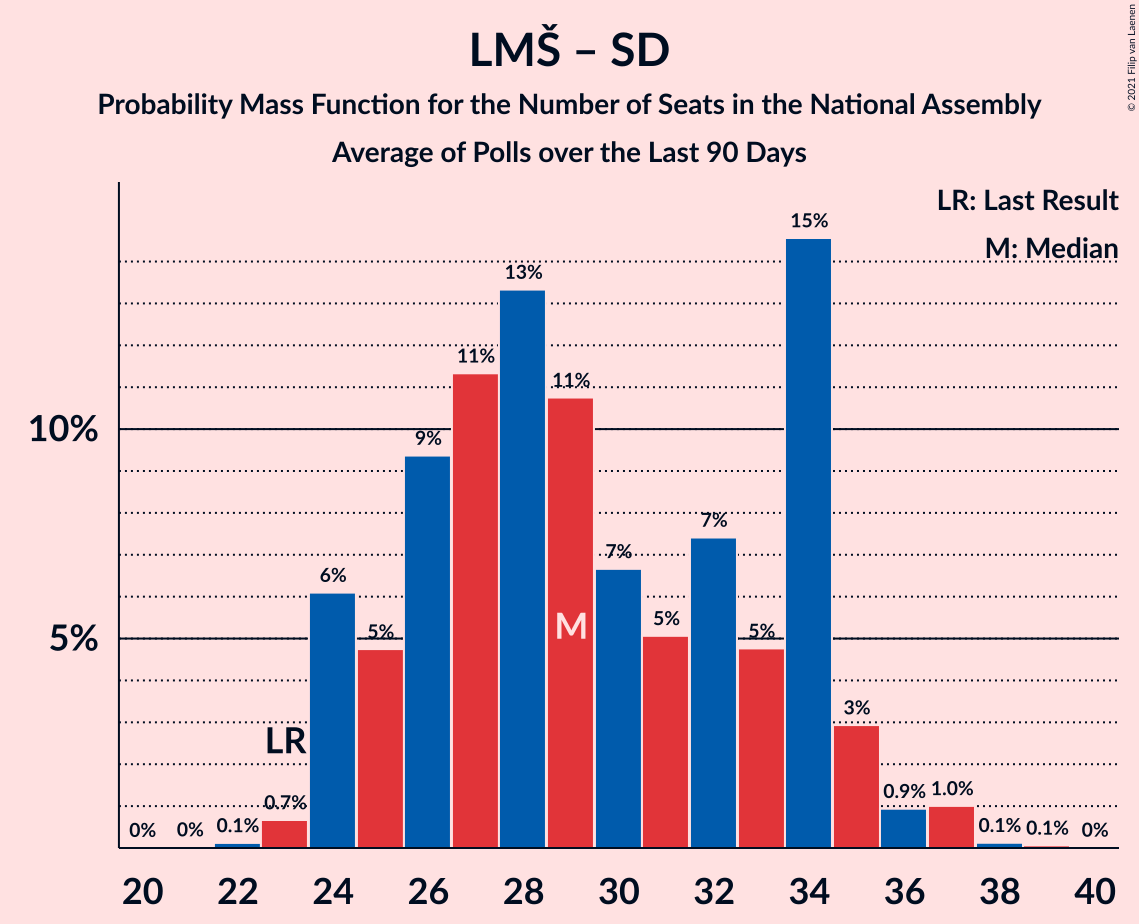 LMŠ – SD
Probability Mass Function for the Number of Seats in the National Assembly
Average of Polls over the Last 90 Days
© 2021 Filip van Laenen
LR: Last Result
M: Median
15%
13%
11%
11%
10%
9%
7%
7%
6%
5%
5%
5%
5%
M
3%
LR
0.7%
0.9%
1.0%
0%
0%
0.1%
0.1%
0.1%
0%
20 22 24 26 28 30 32 34 36 38 40